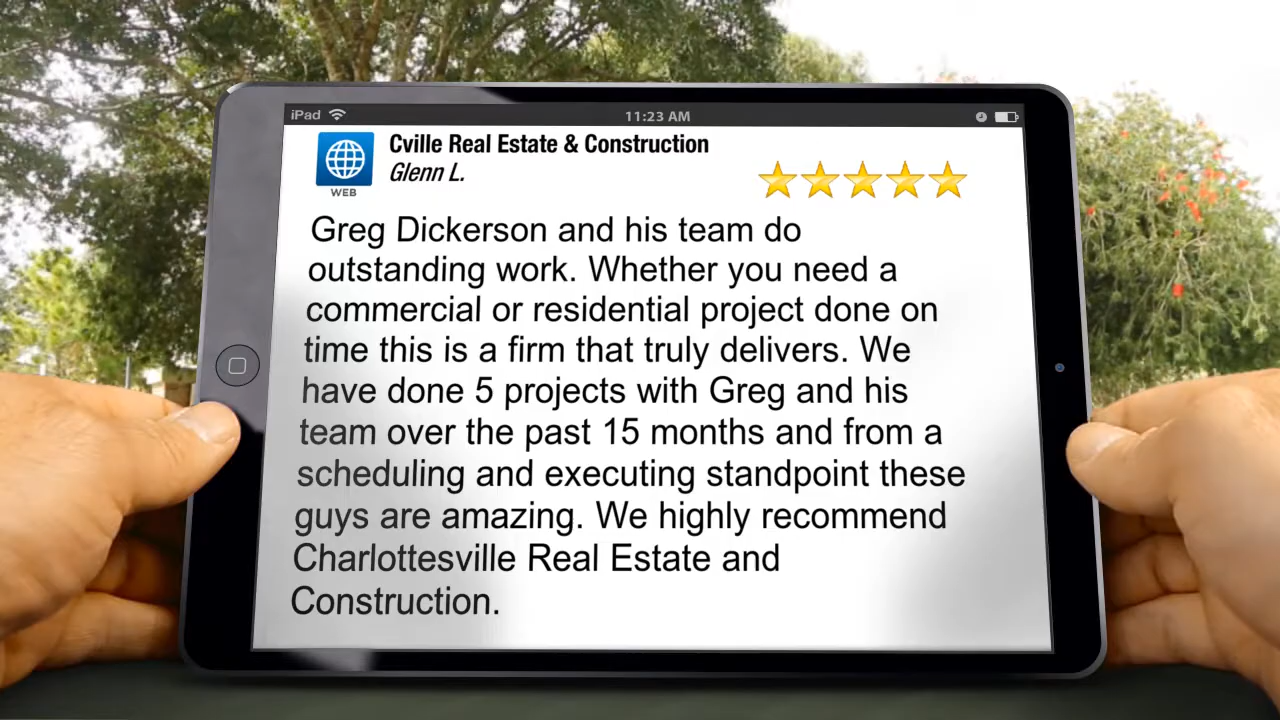 iPad 11:23 AM
Cville Real Estate & Construction
Glenn L.
WEB
Greg Dickerson and his team do
outstanding work. Whether you need a
commercial or residential project done on
time this is a firm that truly delivers. We
have done 5 projects with Greg and his
team over the past 15 months and from a
scheduling and executing standpoint these
guys are amazing. We highly recommend
Charlottesville Real Estate and
Construction.